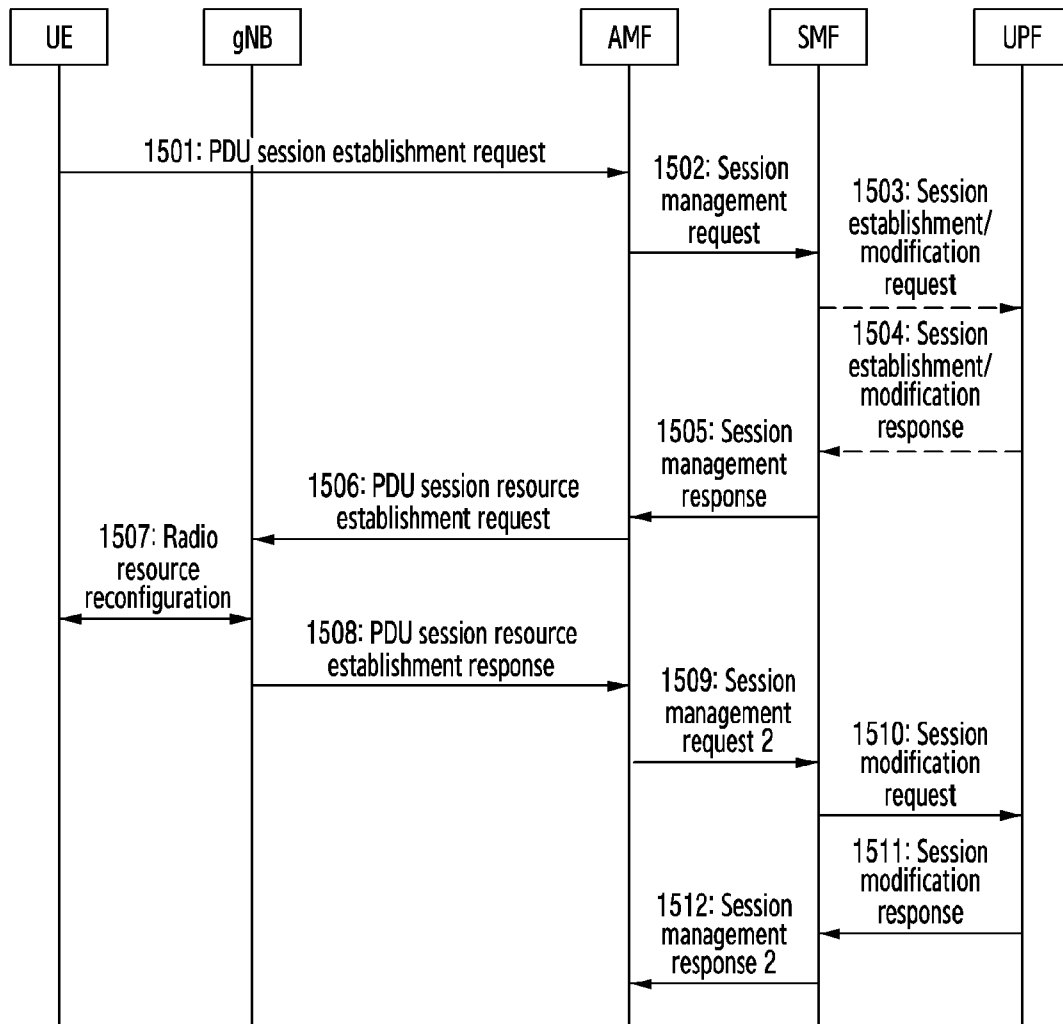 UE
gNB
AMF
SMF
UPF
1501: PDU session establishment request
1502: Session
management
request
1503: Session
establishment/
modification
request
1504: Session
establishment/
modification
response
1505: Session
management
response
1506: PDU session resource
establishment request
1507: Radio
resource
reconfiguration
1508: PDU session resource
establishment response
1509: Session
management
request 2
1510: Session
modification
request
1511: Session
modification
response
1512: Session
management
response 2